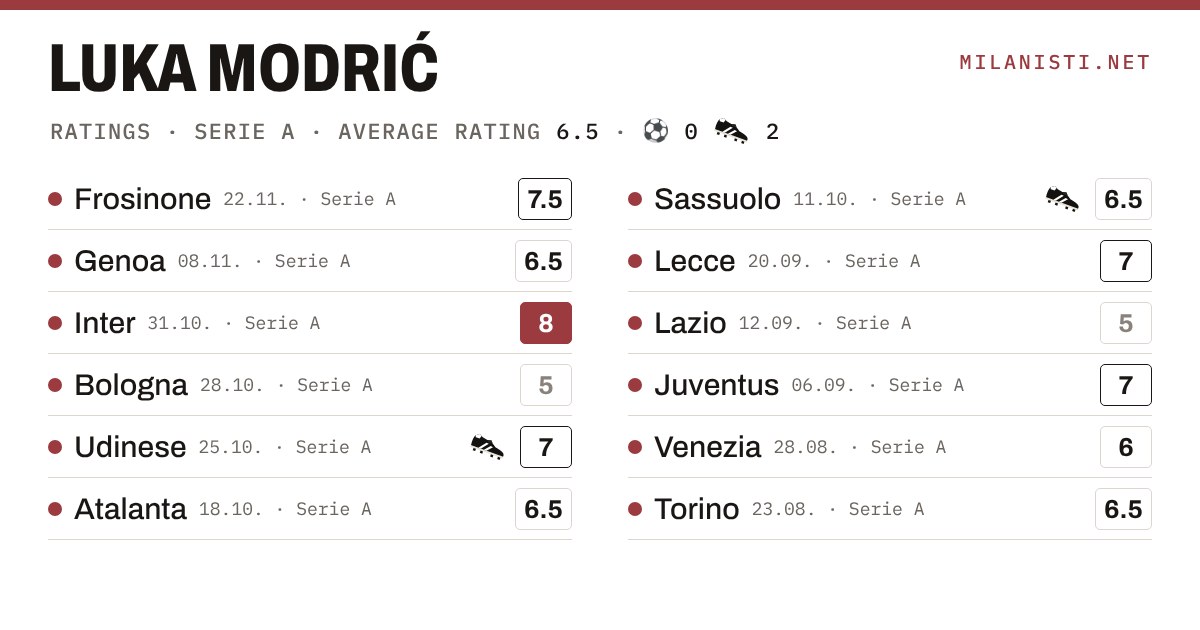 LUKA MODRIĆ
MILANISTI.NET
RATINGS · SERIE A · AVERAGE RATING 6.5 · ⚽ 0 2
Frosinone 22.11. · Serie A 7.5
Genoa 08.11. · Serie A 6.5
Inter 31.10. · Serie A 8
Bologna 28.10. · Serie A 5
Udinese 25.10. · Serie A 7
Atalanta 18.10. · Serie A 6.5
Sassuolo 11.10. · Serie A 6.5
Lecce 20.09. · Serie A 7
Lazio 12.09. · Serie A 5
Juventus 06.09. · Serie A 7
Venezia 28.08. · Serie A 6
Torino 23.08. · Serie A 6.5